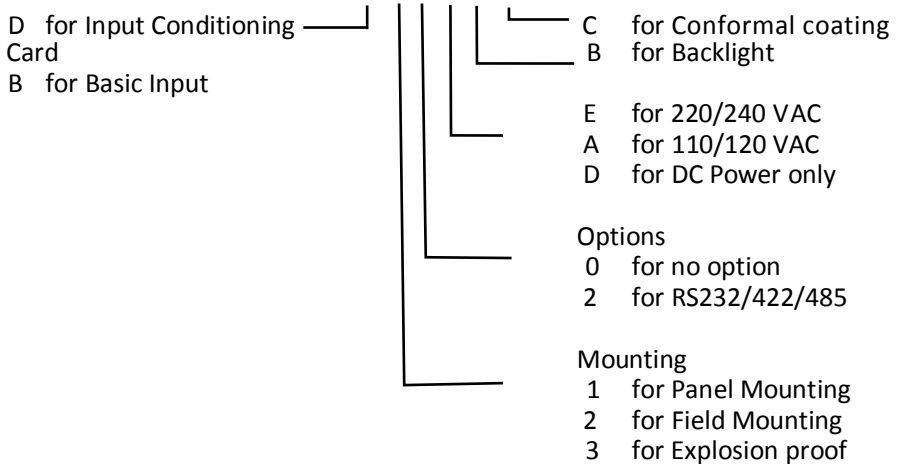 D for Input Conditioning
Card
B for Basic Input
C for Conformal coating
B for Backlight
E for 220/240 VAC
A for 110/120 VAC
D for DC Power only
Options
0 for no option
2 for RS232/422/485
Mounting
1 for Panel Mounting
2 for Field Mounting
3 for Explosion proof